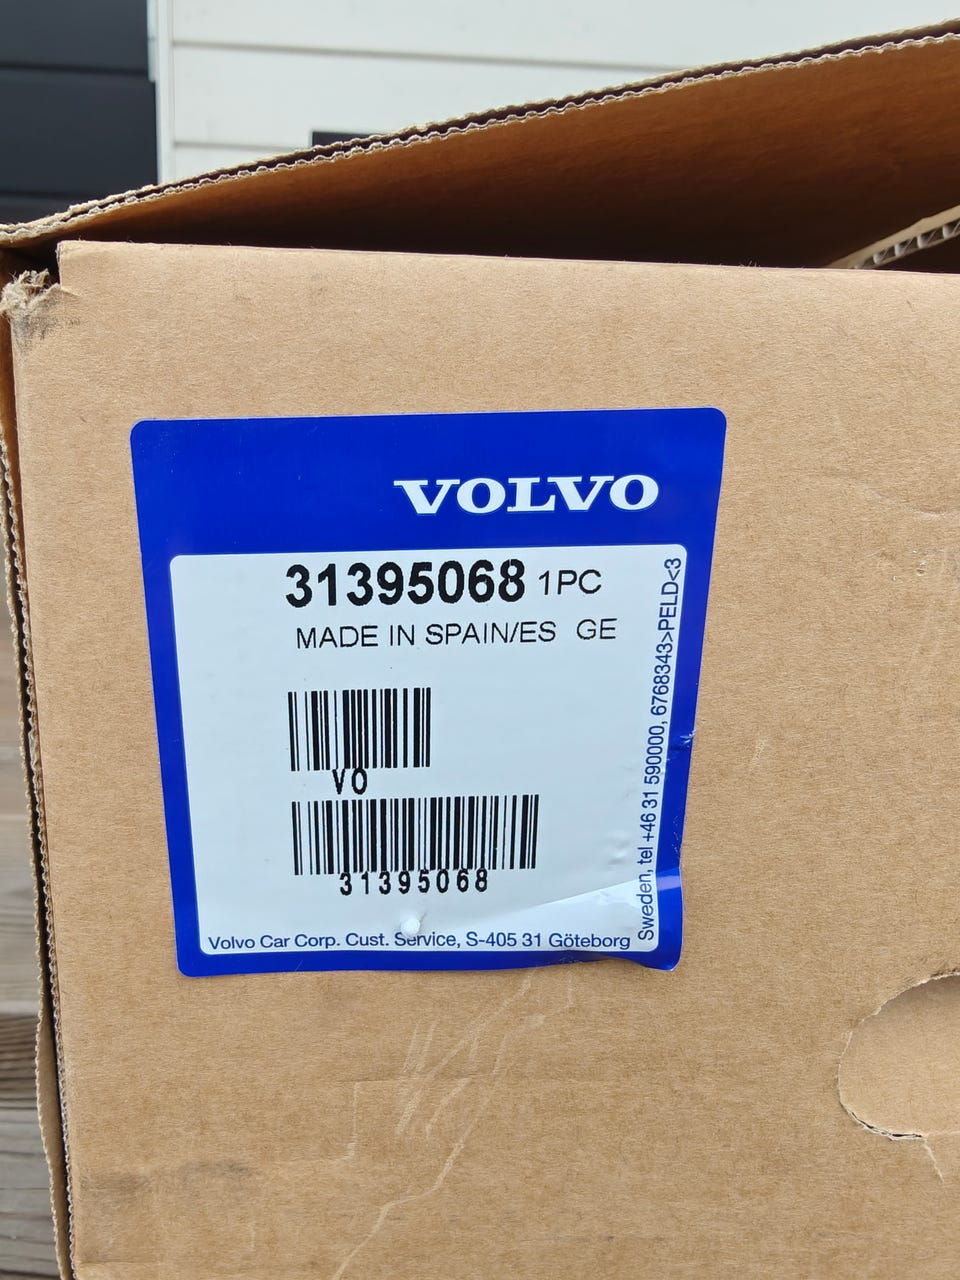 VOLVO
31395068 1PC
MADE IN SPAIN/ES GE
VO
31395068
Volvo Car Corp. Cust. Service, S-405 31 Göteborg
Sweden, tel +46 31 590000, 6768343>PELD<3